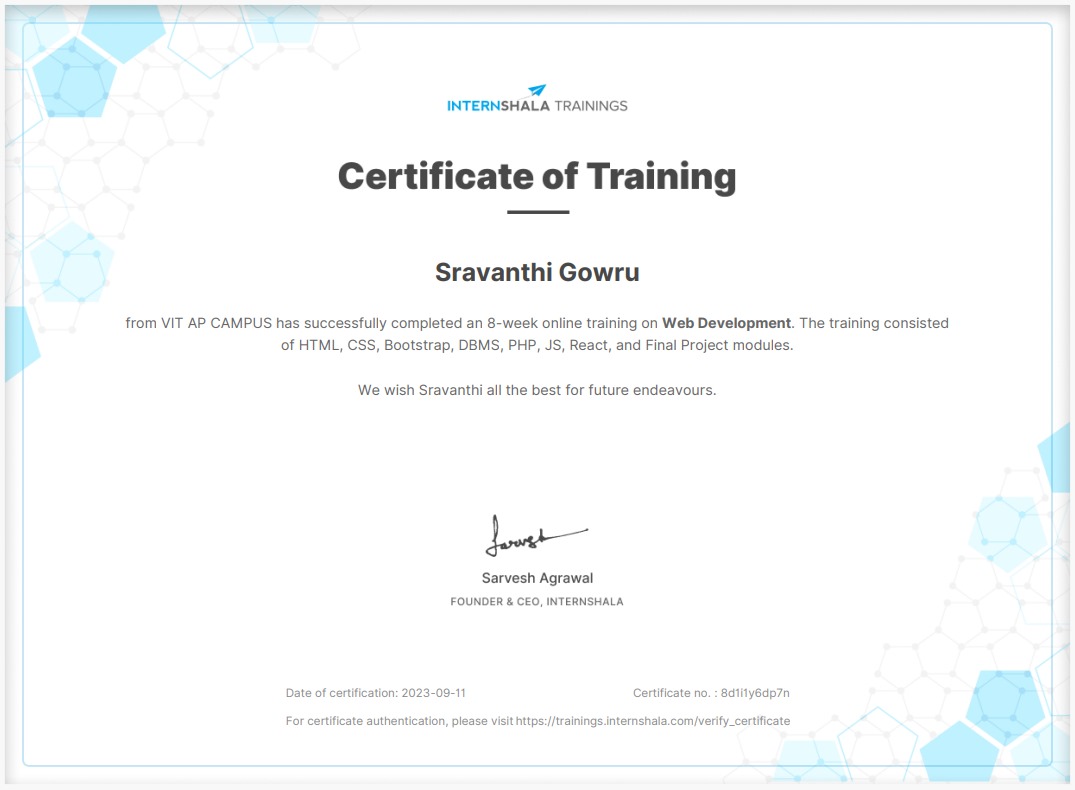 INTERNSHALA TRAININGS
Certificate of Training
Sravanthi Gowru
from VIT AP CAMPUS has successfully completed an 8-week online training on Web Development. The training consisted
of HTML, CSS, Bootstrap, DBMS, PHP, JS, React, and Final Project modules.
We wish Sravanthi all the best for future endeavours.
Sarvesh
Sarvesh Agrawal
FOUNDER & CEO, INTERNSHALA
Date of certification: 2023-09-11 Certificate no. : 8d1i1y6dp7n
For certificate authentication, please visit https://trainings.internshala.com/verify_certificate